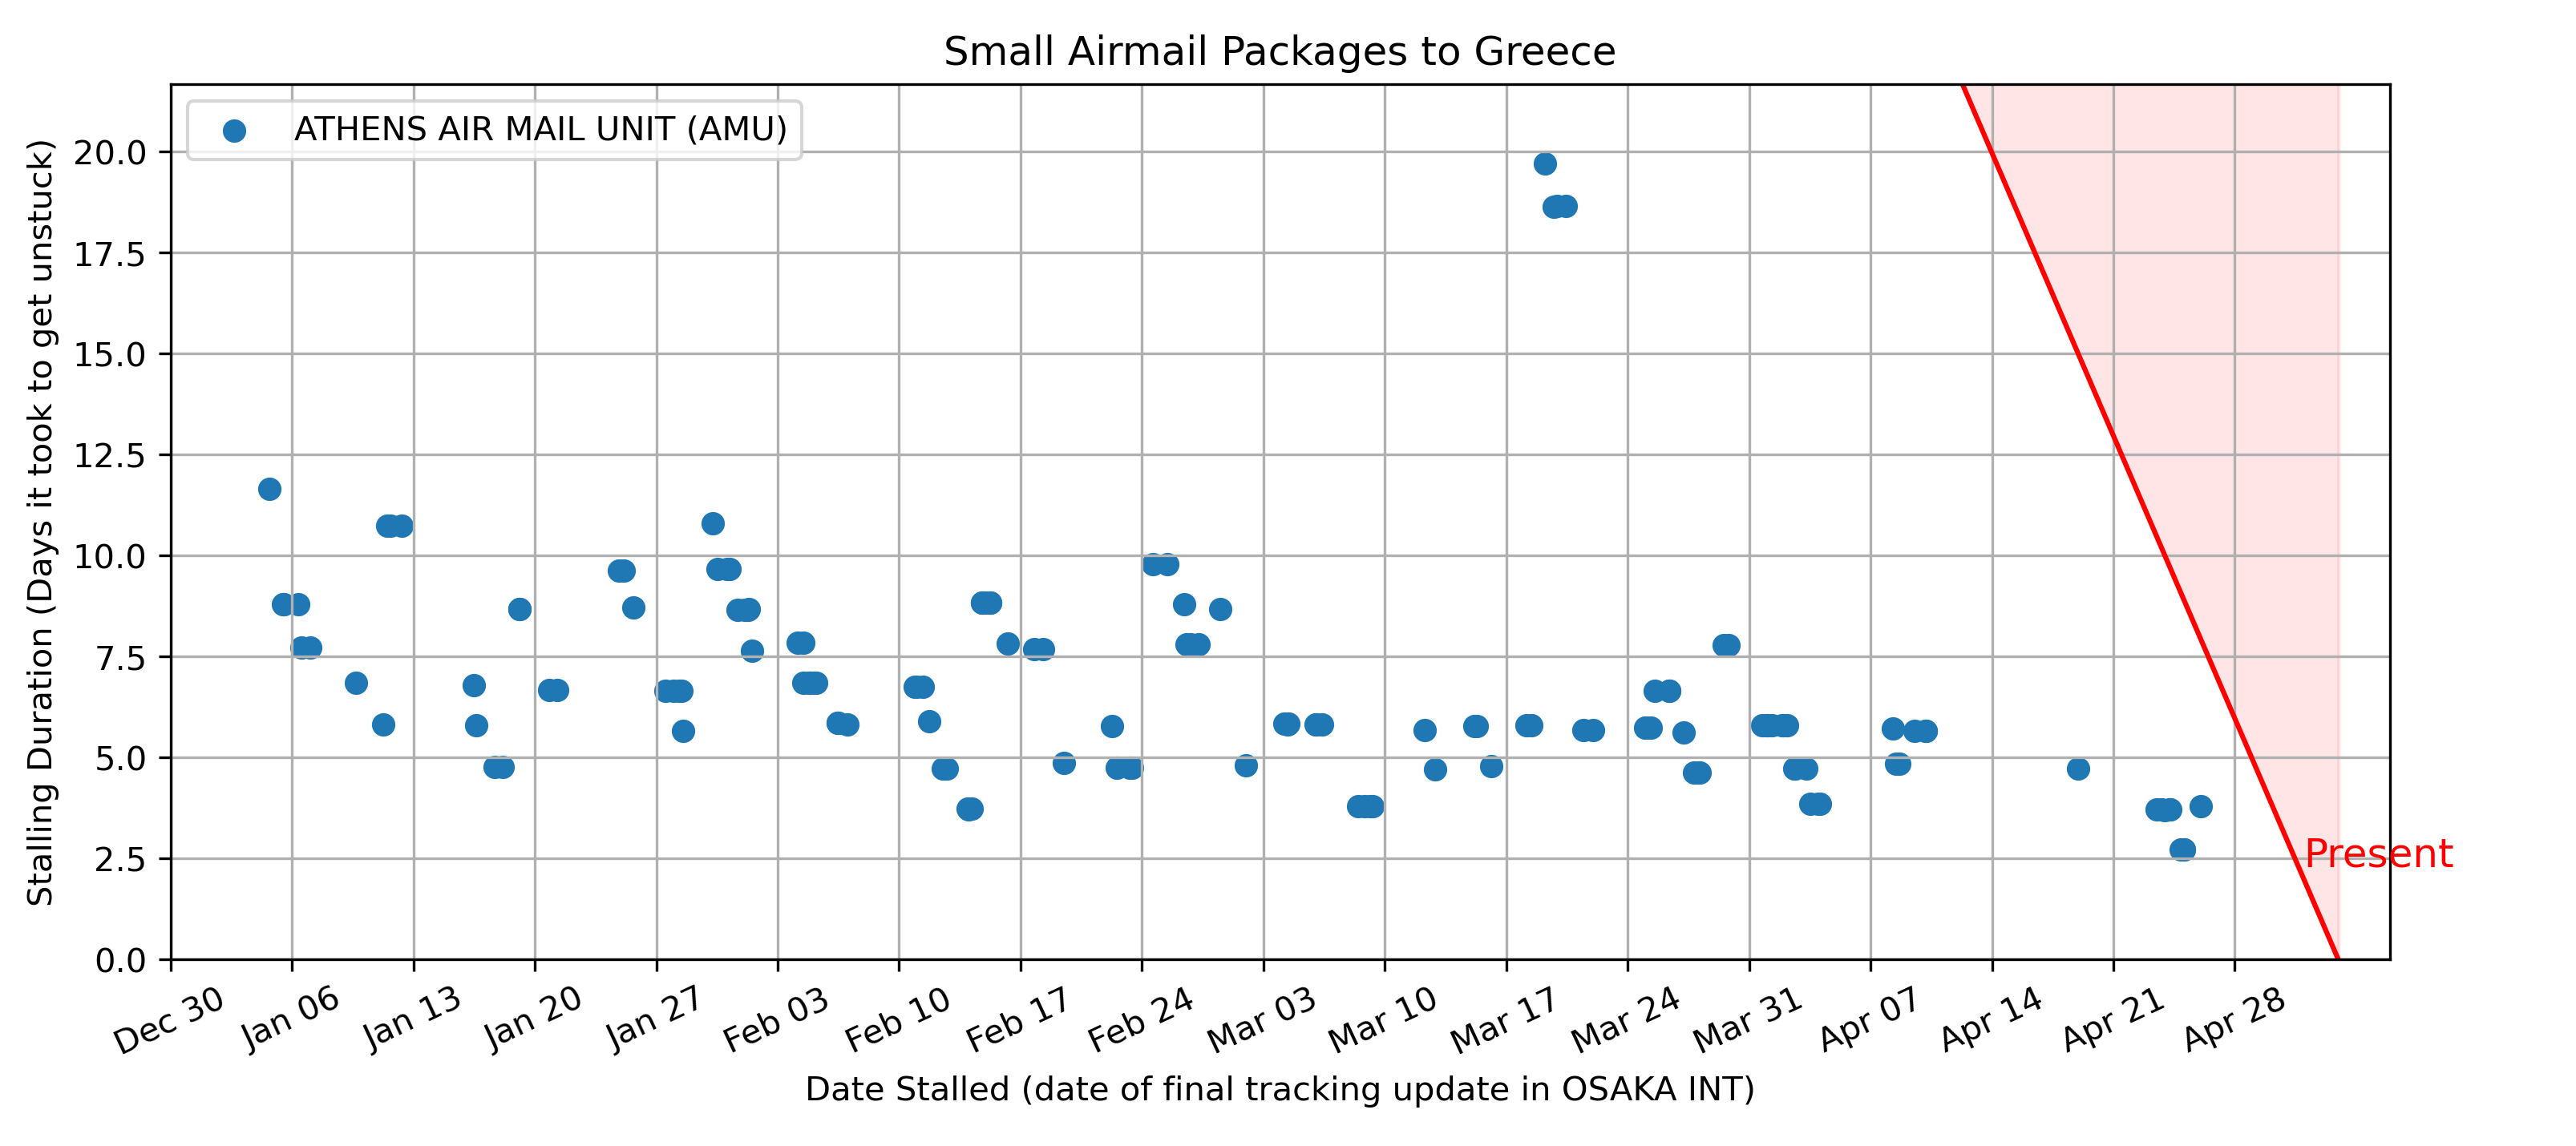 Small Airmail Packages to Greece
ATHENS AIR MAIL UNIT (AMU)
Stalling Duration (Days it took to get unstuck)
20.0
17.5
15.0
12.5
10.0
7.5
5.0
2.5
0.0
Present
Dec 30
Jan 06
Jan 13
Jan 20
Jan 27
Feb 03
Feb 10
Feb 17
Feb 24
Mar 03
Mar 10
Mar 17
Mar 24
Mar 31
Apr 07
Apr 14
Apr 21
Apr 28
Date Stalled (date of final tracking update in OSAKA INT)